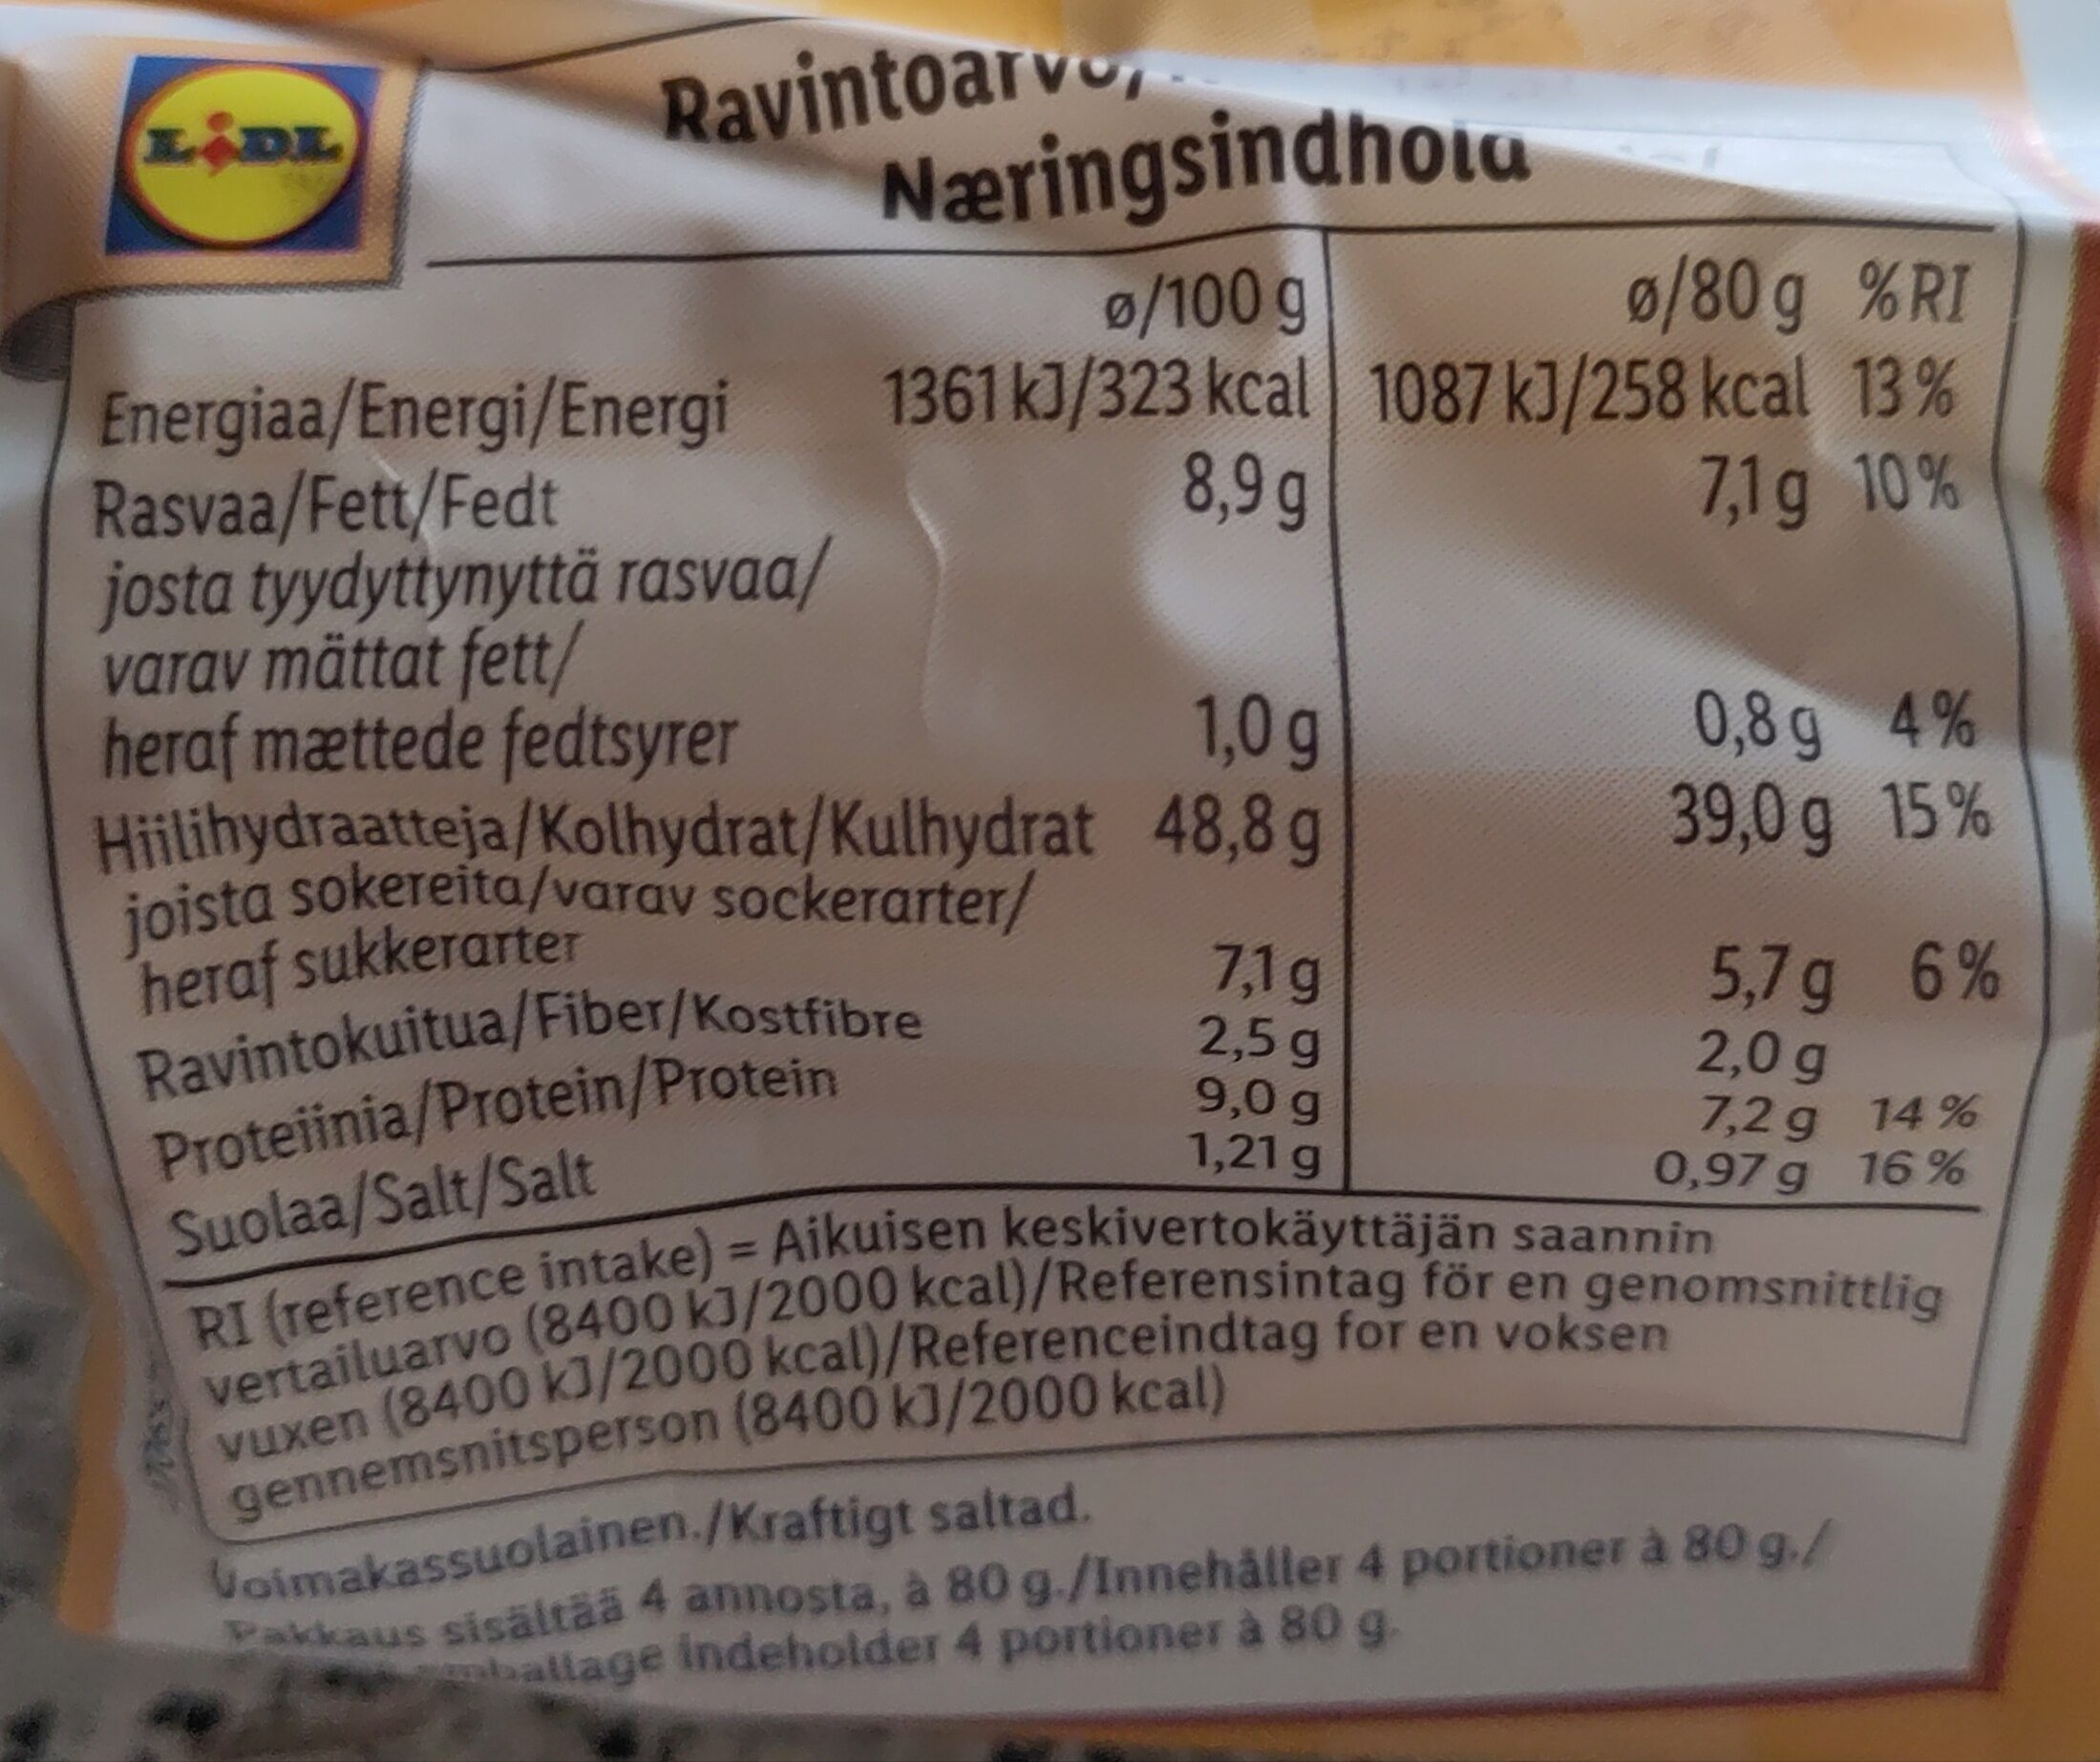 LiDL
Ravintoarvo/
Næringsindhold
ø/100 g ø/80 g %RI
Energiaa/Energi/Energi 1361 kJ/323 kcal 1087 kJ/258 kcal 13%
Rasvaa/Fett/Fedt 8,9 g 7,1 g 10%
josta tyydyttynyttä rasvaa/
varav mättat fett/
heraf mættede fedtsyrer 1,0 g 0,8 g 4%
Hiilihydraatteja/Kolhydrat/Kulhydrat 48,8 g 39,0 g 15%
joista sokereita/varav sockerarter/
heraf sukkerarter 7,1 g 5,7 g 6%
Ravintokuitua/Fiber/Kostfibre 2,5 g 2,0 g
Proteiinia/Protein/Protein 9,0 g 7,2 g 14%
Suolaa/Salt/Salt 1,21 g 0,97 g 16%
RI (reference intake) = Aikuisen keskivertokäyttäjän saannin
vertailuarvo (8400 kJ/2000 kcal)/Referensintag för en genomsnittlig
vuxen (8400 kJ/2000 kcal)/Referenceindtag for en voksen
gennemsnitsperson (8400 kJ/2000 kcal)
Voimakassuolainen./Kraftigt saltad.
Pakkaus sisältää 4 annosta, à 80 g./Innehåller 4 portioner à 80 g./
indeholder 4 portioner à 80 g.